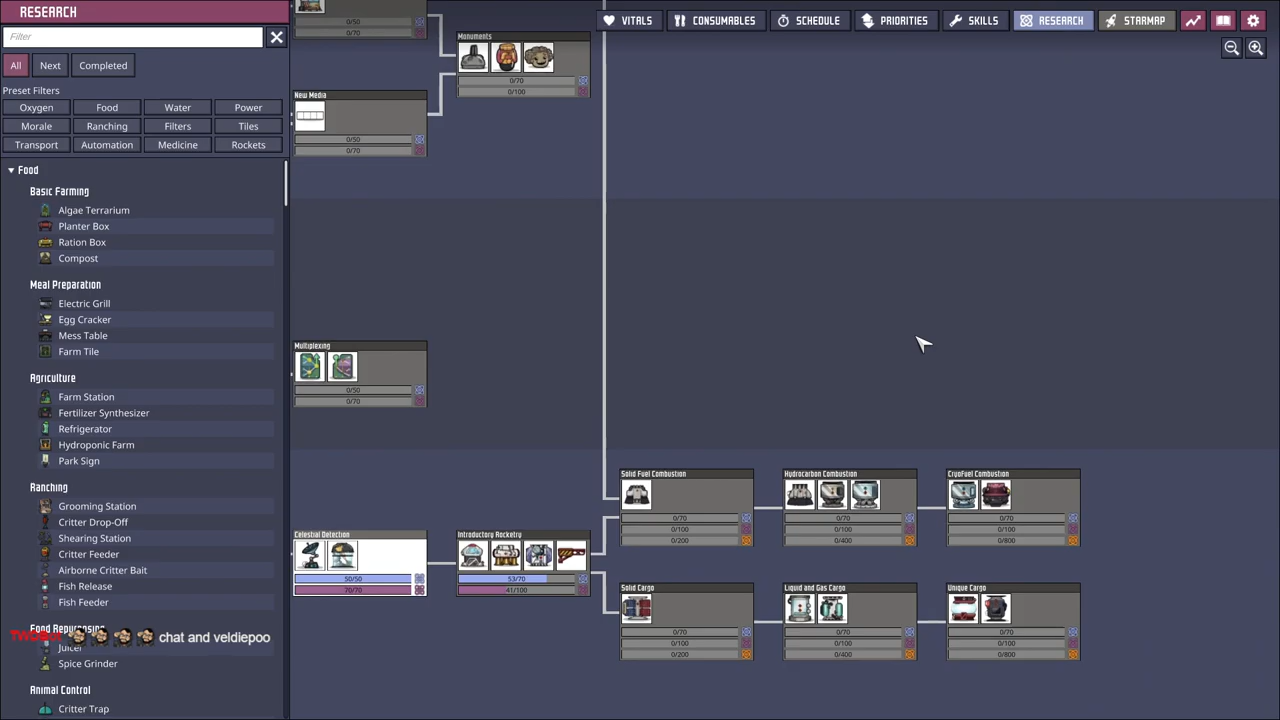 RESEARCH
VITALS
CONSUMABLES
SCHEDULE
PRIORITIES
SKILLS
RESEARCH
STARMAP
Filter
All
Next
Completed
Preset Filters
Oxygen
Food
Water
Power
Morale
Ranching
Filters
Tiles
Transport
Automation
Medicine
Rockets
Food
Basic Farming
Algae Terrarium
Planter Box
Ration Box
Compost
Meal Preparation
Electric Grill
Egg Cracker
Mess Table
Farm Tile
Agriculture
Farm Station
Fertilizer Synthesizer
Refrigerator
Hydroponic Farm
Park Sign
Ranching
Grooming Station
Critter Drop-Off
Shearing Station
Critter Feeder
Airborne Critter Bait
Fish Release
Fish Feeder
Food Repurposing
chat and veldiepoo
Juicer
Spice Grinder
Animal Control
Critter Trap
0/50
0/70
Monuments
0/70
0/100
New Media
0/50
0/70
Multiplexing
0/50
0/70
Celestial Detection
50/50
70/70
Introductory Rocketry
53/70
41/100
Solid Fuel Combustion
0/70
0/100
0/200
Hydrocarbon Combustion
0/70
0/100
0/400
CryoFuel Combustion
0/70
0/100
0/800
Solid Cargo
0/70
0/100
0/200
Liquid and Gas Cargo
0/70
0/100
0/400
Unique Cargo
0/70
0/100
0/800